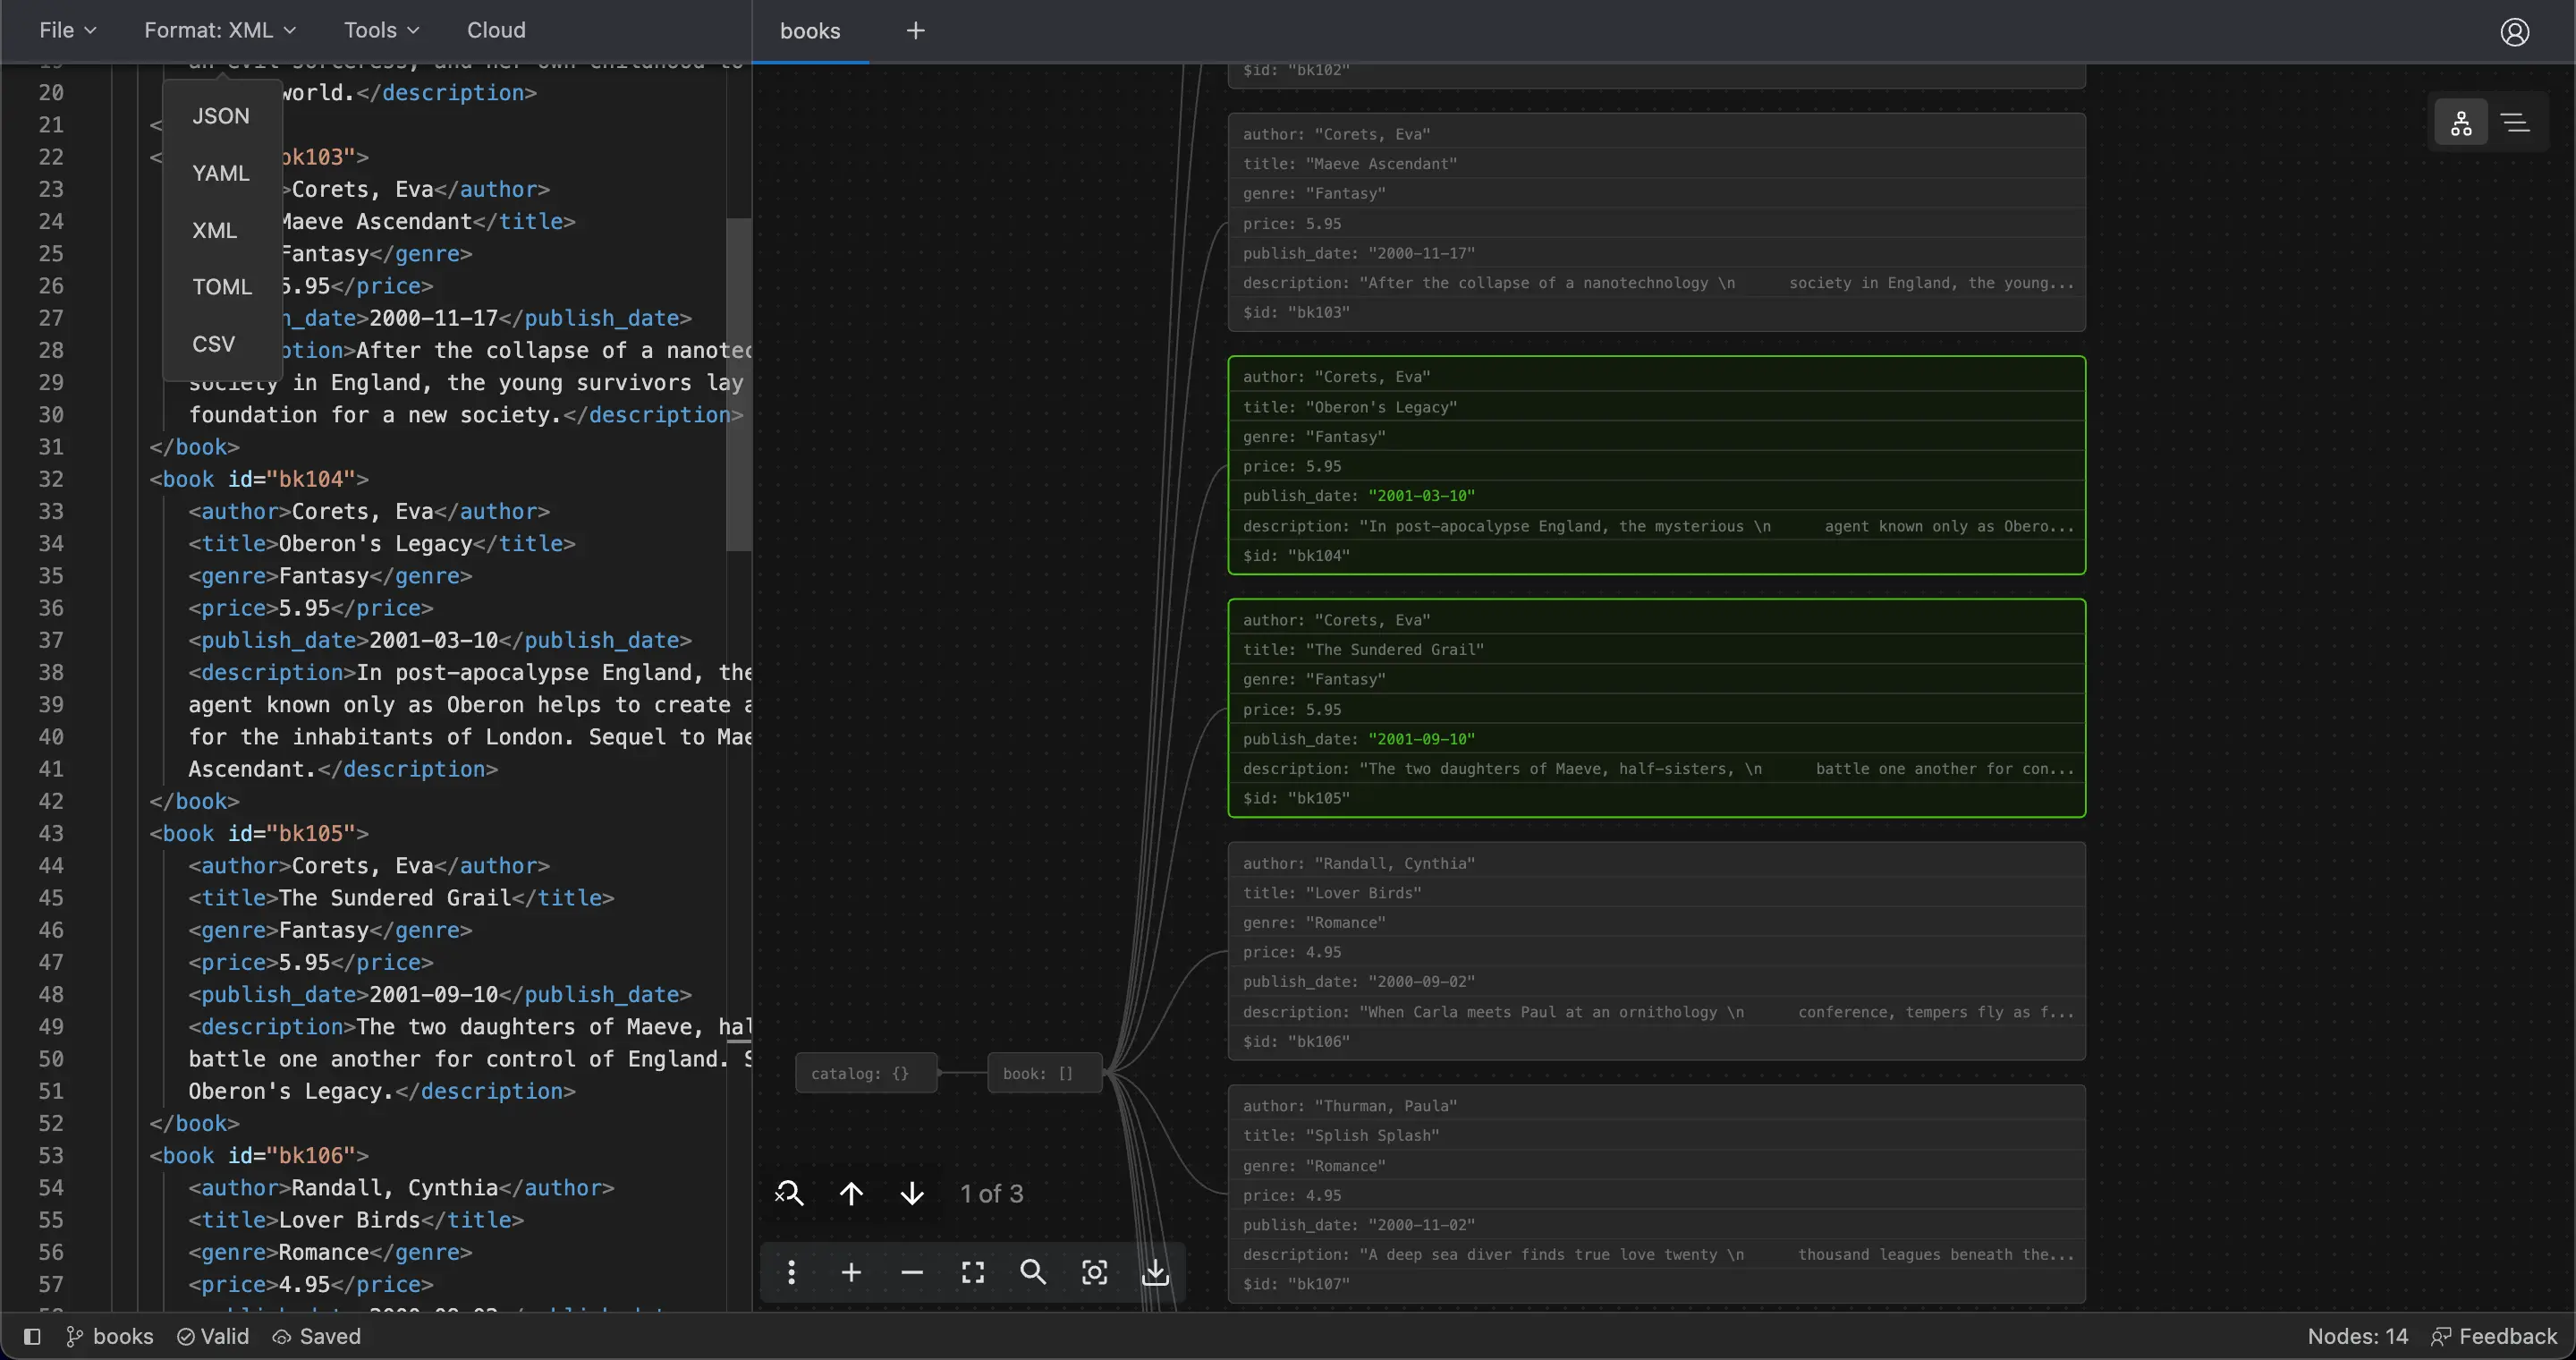 File
Format: XML
Tools
Cloud
books
JSON
YAML
XML
TOML
CSV
an evil sorceress, and her own childhood to
20 world.</description>
21 <
22 < bk103">
23 >Corets, Eva</author>
24 Maeve Ascendant</title>
25 Fantasy</genre>
26 5.95</price>
27 n_date>2000-11-17</publish_date>
28 ption>After the collapse of a nanotec
29 society in England, the young survivors lay
30 foundation for a new society.</description>
31 </book>
32 <book id="bk104">
33 <author>Corets, Eva</author>
34 <title>Oberon's Legacy</title>
35 <genre>Fantasy</genre>
36 <price>5.95</price>
37 <publish_date>2001-03-10</publish_date>
38 <description>In post-apocalypse England, the
39 agent known only as Oberon helps to create a
40 for the inhabitants of London. Sequel to Mae
41 Ascendant.</description>
42 </book>
43 <book id="bk105">
44 <author>Corets, Eva</author>
45 <title>The Sundered Grail</title>
46 <genre>Fantasy</genre>
47 <price>5.95</price>
48 <publish_date>2001-09-10</publish_date>
49 <description>The two daughters of Maeve, hal
50 battle one another for control of England. S
51 Oberon's Legacy.</description>
52 </book>
53 <book id="bk106">
54 <author>Randall, Cynthia</author>
55 <title>Lover Birds</title>
56 <genre>Romance</genre>
57 <price>4.95</price>
catalog: {}
book: []
$id: "bk102"
author: "Corets, Eva"
title: "Maeve Ascendant"
genre: "Fantasy"
price: 5.95
publish_date: "2000-11-17"
description: "After the collapse of a nanotechnology \n society in England, the young...
$id: "bk103"
author: "Corets, Eva"
title: "Oberon's Legacy"
genre: "Fantasy"
price: 5.95
publish_date: "2001-03-10"
description: "In post-apocalypse England, the mysterious \n agent known only as Obero...
$id: "bk104"
author: "Corets, Eva"
title: "The Sundered Grail"
genre: "Fantasy"
price: 5.95
publish_date: "2001-09-10"
description: "The two daughters of Maeve, half-sisters, \n battle one another for con...
$id: "bk105"
author: "Randall, Cynthia"
title: "Lover Birds"
genre: "Romance"
price: 4.95
publish_date: "2000-09-02"
description: "When Carla meets Paul at an ornithology \n conference, tempers fly as f...
$id: "bk106"
author: "Thurman, Paula"
title: "Splish Splash"
genre: "Romance"
price: 4.95
publish_date: "2000-11-02"
description: "A deep sea diver finds true love twenty \n thousand leagues beneath the...
$id: "bk107"
1 of 3
books
Valid
Saved
Nodes: 14
Feedback